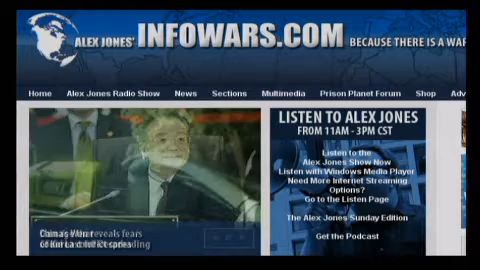 ALEX JONES' INFOWARS.COM BECAUSE THERE IS A WAR
Home Alex Jones Radio Show News Sections Multimedia Prison Planet Forum Shop Adv
LISTEN TO ALEX JONES
FROM 11AM - 3PM CST
Listen to the
Alex Jones Show Now
Listen with Windows Media Player
Need More Internet Streaming
Options?
Go to the Listen Page
The Alex Jones Sunday Edition
Get the Podcast
reveals fears